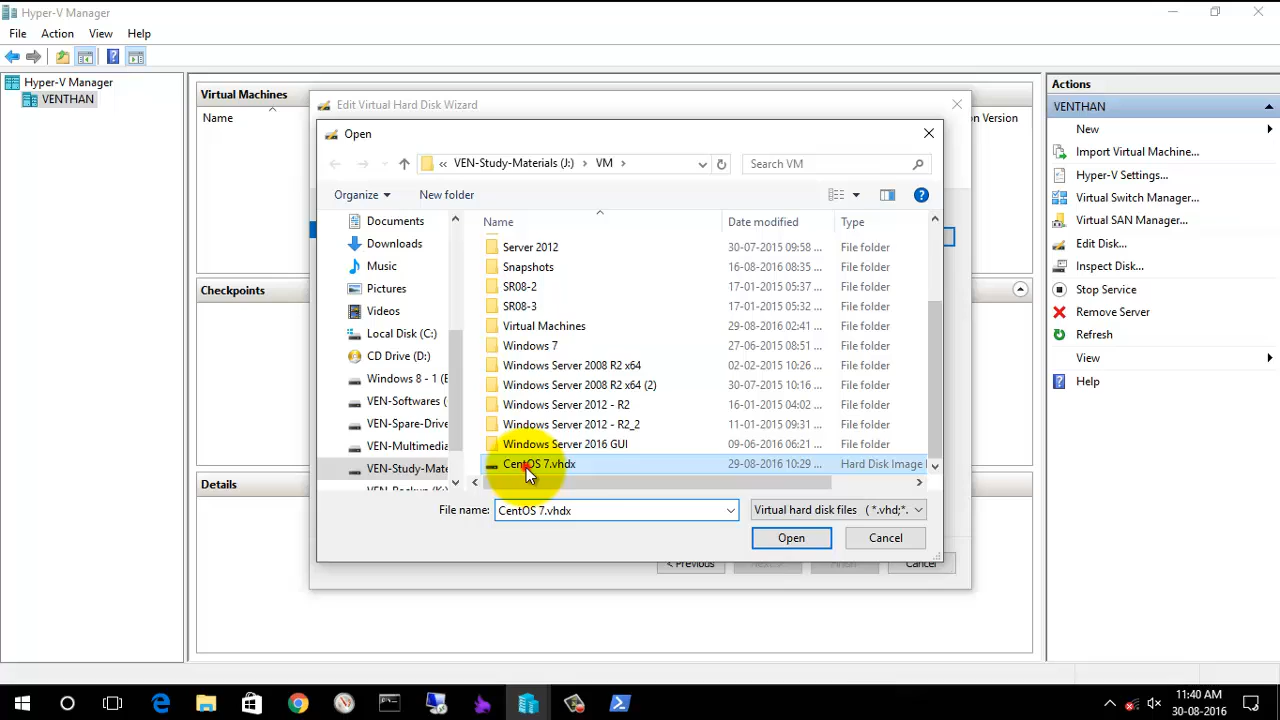 Hyper-V Manager
File Action View Help
Hyper-V Manager
VENTHAN
Virtual Machines
Name
on Version
Checkpoints
Details
Edit Virtual Hard Disk Wizard
Open
« VEN-Study-Materials (J:) › VM ›
Search VM
Organize New folder
Documents
Downloads
Music
Pictures
Videos
Local Disk (C:)
CD Drive (D:)
Windows 8 - 1 (E
VEN-Softwares (
VEN-Spare-Drive
VEN-Multimedia
VEN-Study-Mate
VEN-Backup (K:)
Name Date modified Type
Server 2012 30-07-2015 09:58 ... File folder
Snapshots 16-08-2016 08:35 ... File folder
SR08-2 17-01-2015 05:37 ... File folder
SR08-3 17-01-2015 05:32 ... File folder
Virtual Machines 29-08-2016 02:41 ... File folder
Windows 7 27-06-2015 08:51 ... File folder
Windows Server 2008 R2 x64 02-02-2015 10:26 ... File folder
Windows Server 2008 R2 x64 (2) 30-07-2015 10:16 ... File folder
Windows Server 2012 - R2 16-01-2015 04:02 ... File folder
Windows Server 2012 - R2_2 11-01-2015 09:31 ... File folder
Windows Server 2016 GUI 09-06-2016 06:21 ... File folder
CentOS 7.vhdx 29-08-2016 10:29 ... Hard Disk Image
File name: CentOS 7.vhdx Virtual hard disk files (*.vhd;*.
Open Cancel
< Previous Next > Finish Cancel
Actions
VENTHAN
New
Import Virtual Machine...
Hyper-V Settings...
Virtual Switch Manager...
Virtual SAN Manager...
Edit Disk...
Inspect Disk...
Stop Service
Remove Server
Refresh
View
Help
11:40 AM
30-08-2016